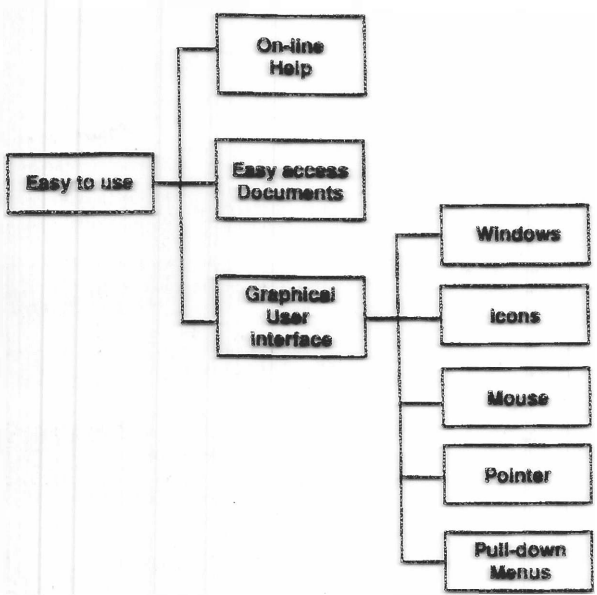 On-line
Help
Easy to use
Easy access
Documents
Graphical
User
interface
Windows
icons
Mouse
Pointer
Pull-down
Menus